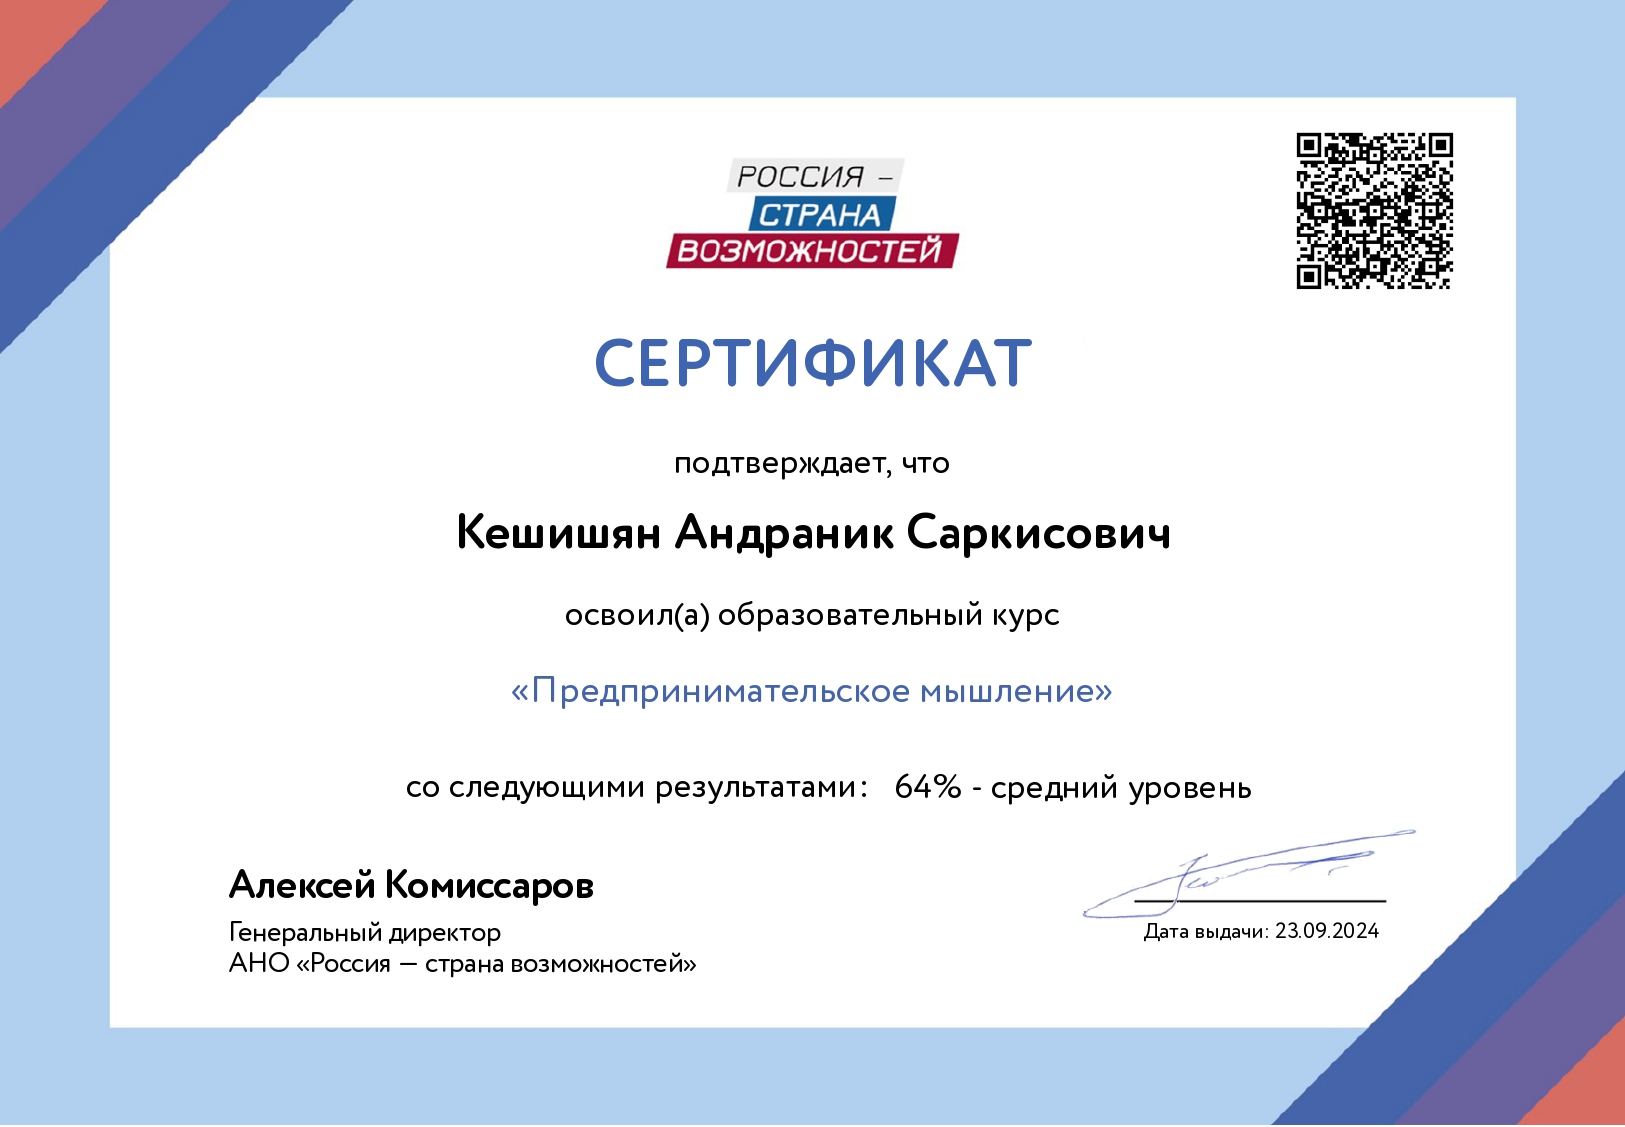 РОССИЯ –
СТРАНА
ВОЗМОЖНОСТЕЙ
СЕРТИФИКАТ
подтверждает, что
Кешишян Андраник Саркисович
освоил(а) образовательный курс
«Предпринимательское мышление»
со следующими результатами: 64% - средний уровень
Алексей Комиссаров
Генеральный директор
АНО «Россия — страна возможностей»
Дата выдачи: 23.09.2024